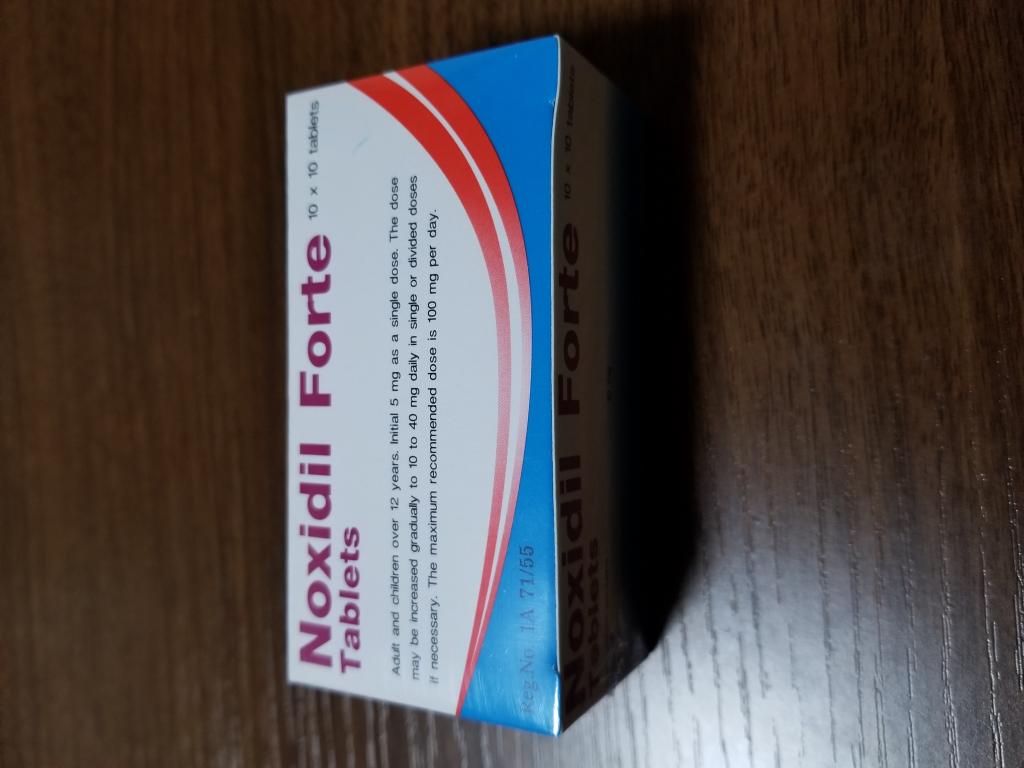 Noxidil Forte 10 x 10 tablets
Tablets
Adult and children over 12 years. Initial 5 mg as a single dose. The dose
may be increased gradually to 10 to 40 mg daily in single or divided doses
if necessary. The maximum recommended dose is 100 mg per day.
Reg.No. 1A 71/55
Noxidil Forte 10 x 10 tablets
Tablets